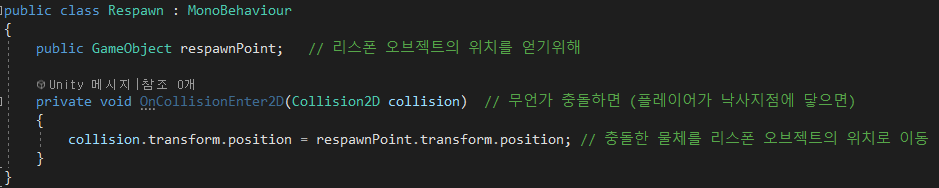 public class Respawn : MonoBehaviour
{
public GameObject respawnPoint; // 리스폰 오브젝트의 위치를 얻기위해
Unity 메시지|참조 0개
private void OnCollisionEnter2D(Collision2D collision) // 무언가 충돌하면 (플레이어가 낙사지점에 닿으면)
{
collision.transform.position = respawnPoint.transform.position; // 충돌한 물체를 리스폰 오브젝트의 위치로 이동
}
}